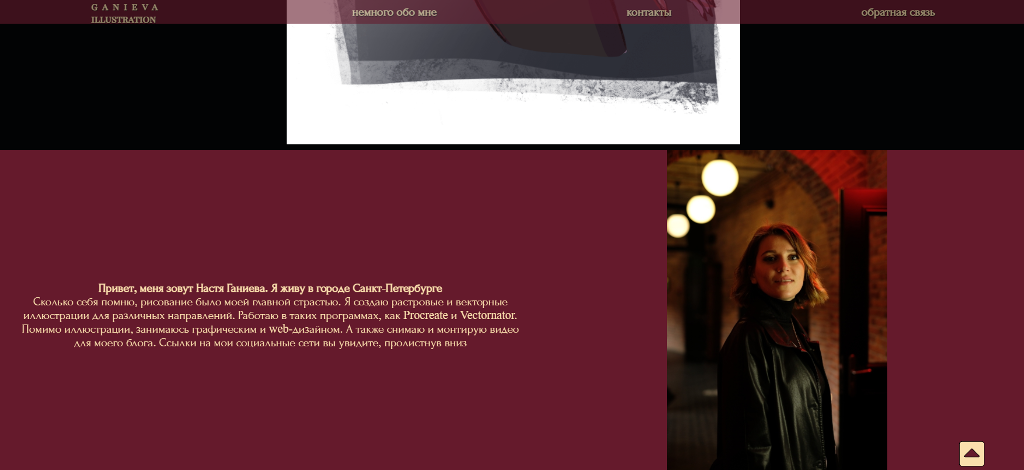 GANIEVA
ILLUSTRATION
немного обо мне
контакты
обратная связь
Привет, меня зовут Настя Ганиева. Я живу в городе Санкт-Петербурге
Сколько себя помню, рисование было моей главной страстью. Я создаю растровые и векторные
иллюстрации для различных направлений. Работаю в таких программах, как Procreate и Vectornator.
Помимо иллюстрации, занимаюсь графическим и web-дизайном. А также снимаю и монтирую видео
для моего блога. Ссылки на мои социальные сети вы увидите, пролистнув вниз